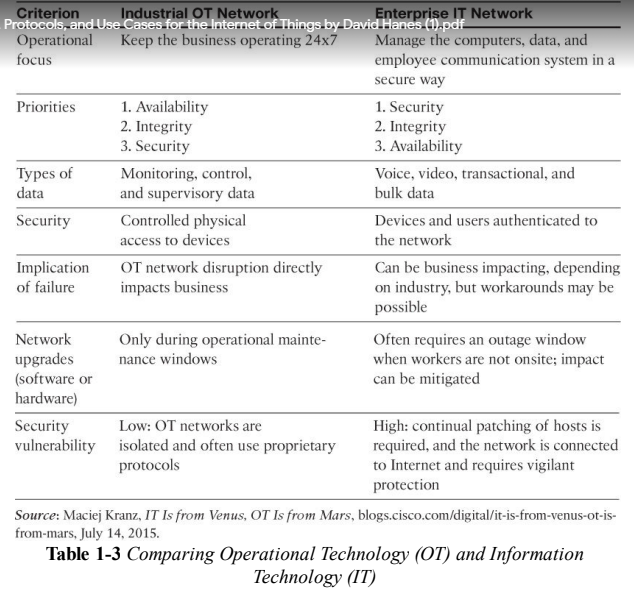 Criterion Industrial OT Network Enterprise IT Network
Protocols, and Use Cases for the Internet of Things by David Hanes (1).pdf
Operational focus
Keep the business operating 24x7
Manage the computers, data, and
employee communication system in a
secure way
Priorities
1. Availability
2. Integrity
3. Security
1. Security
2. Integrity
3. Availability
Types of
data
Monitoring, control,
and supervisory data
Voice, video, transactional, and
bulk data
Security
Controlled physical
access to devices
Devices and users authenticated to
the network
Implication
of failure
OT network disruption directly
impacts business
Can be business impacting, depending
on industry, but workarounds may be
possible
Network
upgrades
(software or
hardware)
Only during operational mainte-
nance windows
Often requires an outage window
when workers are not onsite; impact
can be mitigated
Security
vulnerability
Low: OT networks are
isolated and often use proprietary
protocols
High: continual patching of hosts is
required, and the network is connected
to Internet and requires vigilant
protection
Source: Maciej Kranz, IT Is from Venus, OT Is from Mars, blogs.cisco.com/digital/it-is-from-venus-ot-is-
from-mars, July 14, 2015.
Table 1-3 Comparing Operational Technology (OT) and Information
Technology (IT)